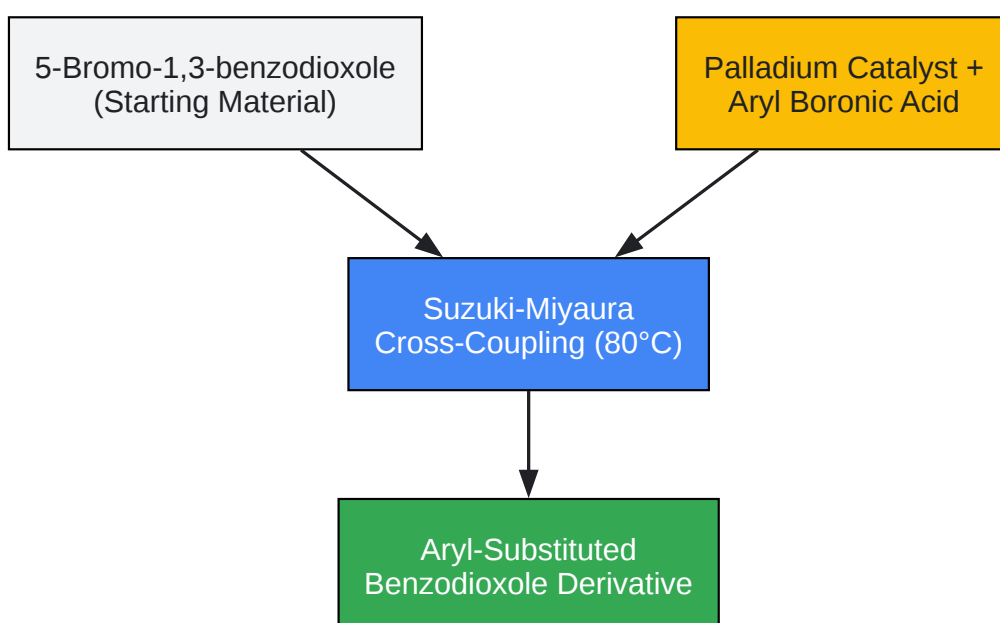 5-Bromo-1,3-benzodioxole
(Starting Material)
Palladium Catalyst +
Aryl Boronic Acid
Suzuki-Miyaura
Cross-Coupling (80°C)
Aryl-Substituted
Benzodioxole Derivative